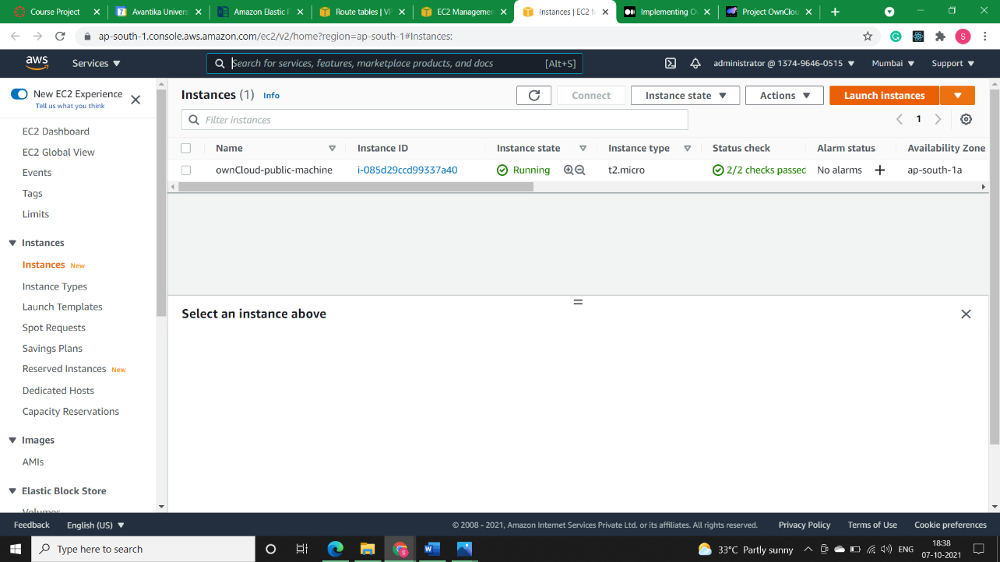 Course Project
Avantika Univers
Amazon Elastic F
Route tables | VP
EC2 Managemen
Instances | EC2 M
Implementing O
Project OwnClou
ap-south-1.console.aws.amazon.com/ec2/v2/home?region=ap-south-1#Instances:
S
aws
Services
Search for services, features, marketplace products, and docs
[Alt+S]
administrator @ 1374-9646-0515
Mumbai
Support
New EC2 Experience
Tell us what you think
EC2 Dashboard
EC2 Global View
Events
Tags
Limits
Instances
Instances New
Instance Types
Launch Templates
Spot Requests
Savings Plans
Reserved Instances New
Dedicated Hosts
Capacity Reservations
Images
AMIs
Elastic Block Store
Volumes
Instances (1) Info
Connect
Instance state
Actions
Launch instances
Filter instances
1
Name
Instance ID
Instance state
Instance type
Status check
Alarm status
Availability Zone
ownCloud-public-machine
i-085d29ccd99337a40
Running
t2.micro
2/2 checks passed
No alarms
ap-south-1a
Select an instance above
Feedback
English (US)
© 2008 - 2021, Amazon Internet Services Private Ltd. or its affiliates. All rights reserved.
Privacy Policy
Terms of Use
Cookie preferences
Type here to search
33°C Partly sunny
ENG
18:38
07-10-2021